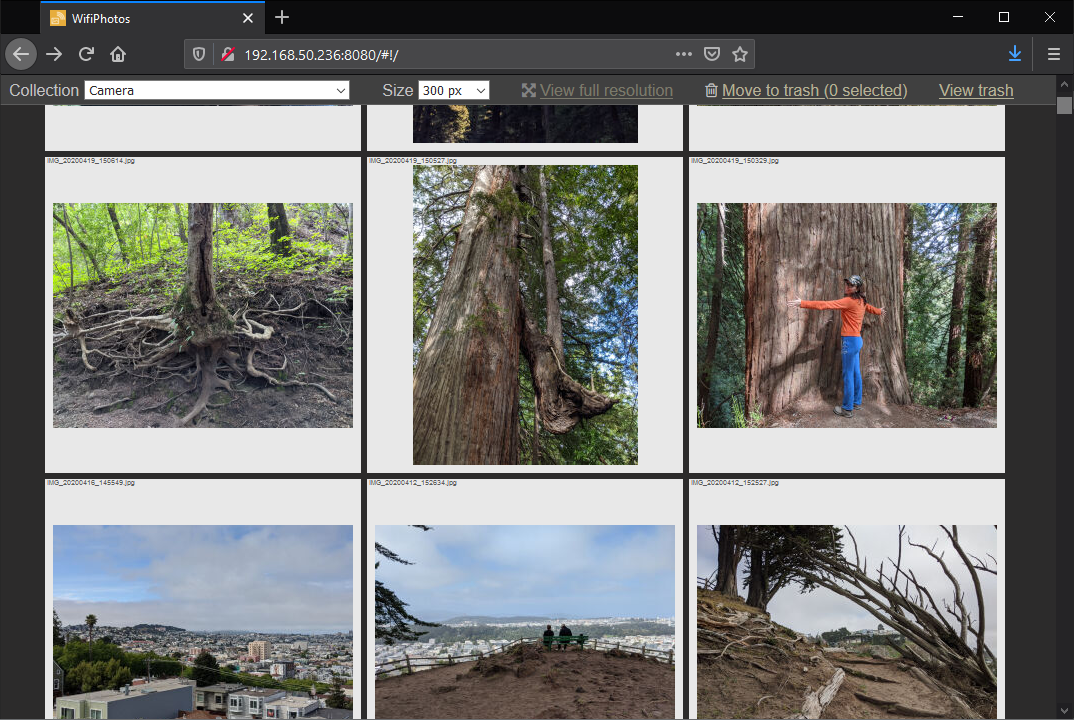 WifiPhotos
192.168.50.236:8080/#!/
Collection Camera Size 300 px View full resolution Move to trash (0 selected) View trash
IMG_20200419_150614.jpg IMG_20200419_150527.jpg IMG_20200419_150329.jpg
IMG_20200416_145549.jpg IMG_20200412_152634.jpg IMG_20200412_152527.jpg